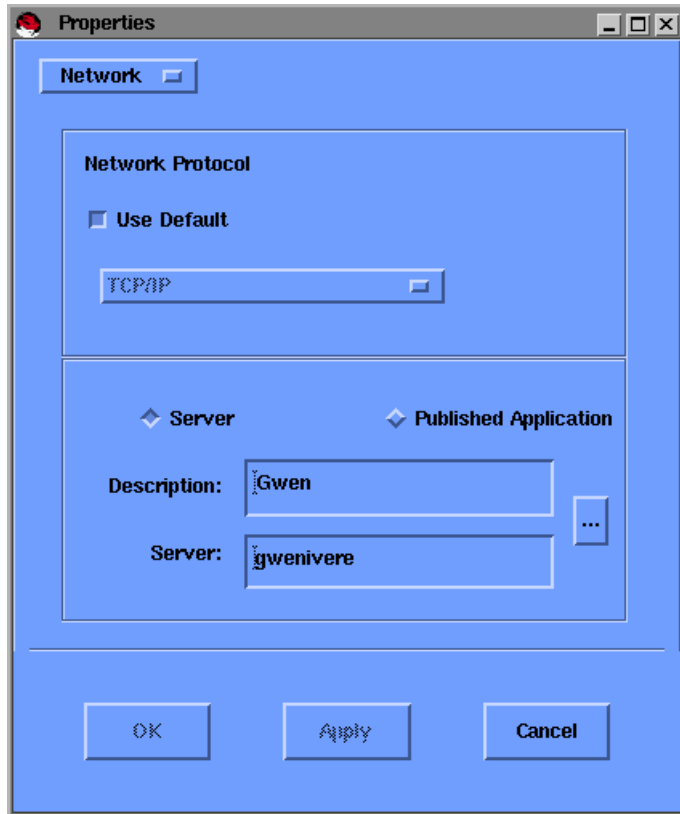 Properties
Network
Network Protocol
Use Default
TCP/IP
Server Published Application
Description: Gwen
...
Server: gwenivere
OK Apply Cancel